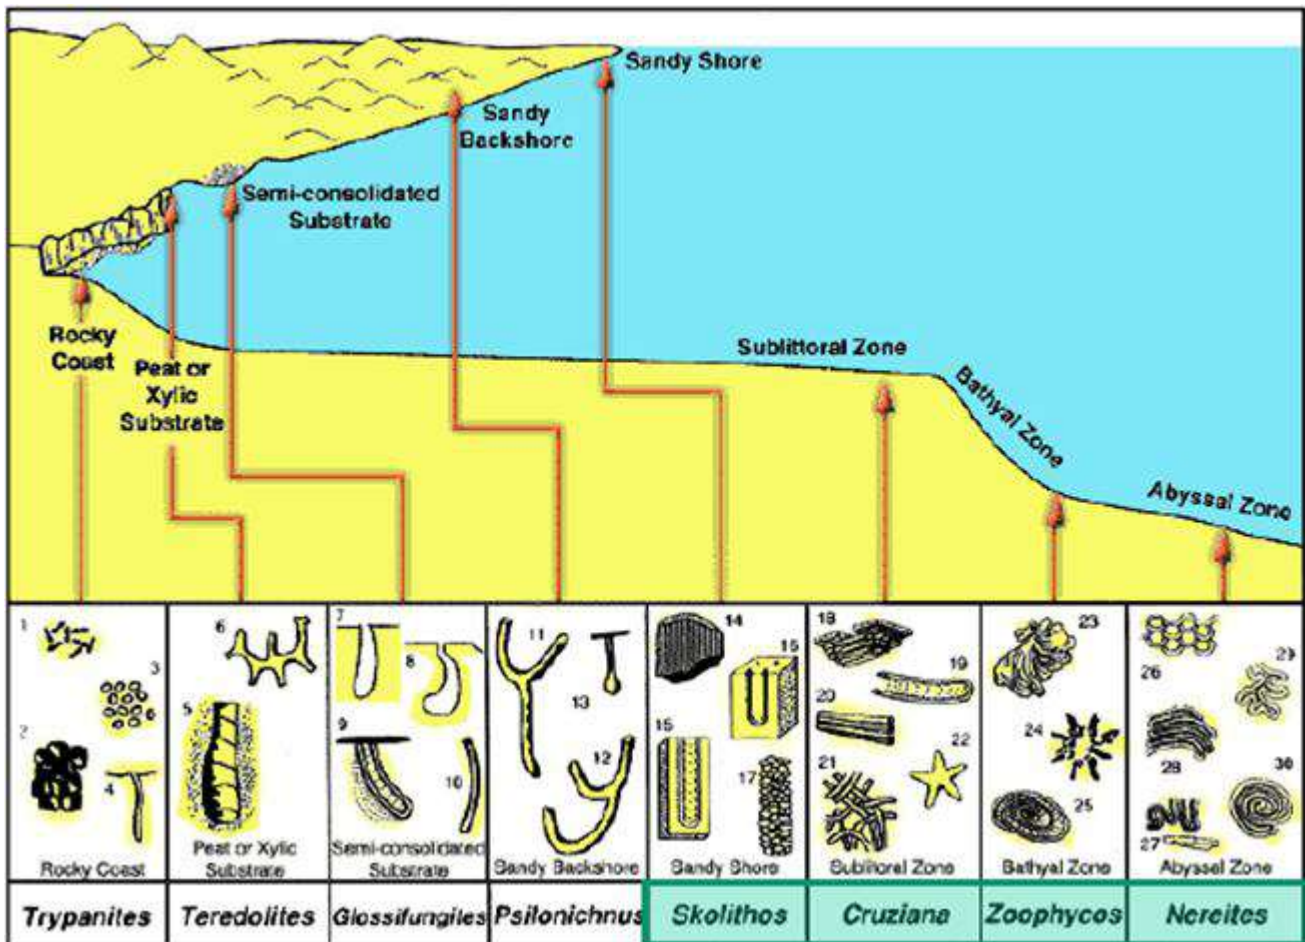 Sandy Shore
Sandy
Backshore
Semi-consolidated
Substrate
Rocky
Coast
Peat or
Xylic
Substrate
Sublittoral Zone
Bathyal Zone
Abyssal Zone
1
2
3
4
Rocky Coast
6
5
Peat or Xylic
Substrate
7
8
9
10
Semi-consolidated
Substrate
11
13
12
Sandy Backshore
14
15
17
Sandy Shore
18
19
20
21
22
Sublittoral Zone
23
24
25
Bathyal Zone
26
29
28
30
27
Abyssal Zone
Trypanites
Teredolites
Glossifungites
Psilonichnus
Skolithos
Cruziana
Zoophycos
Nereites